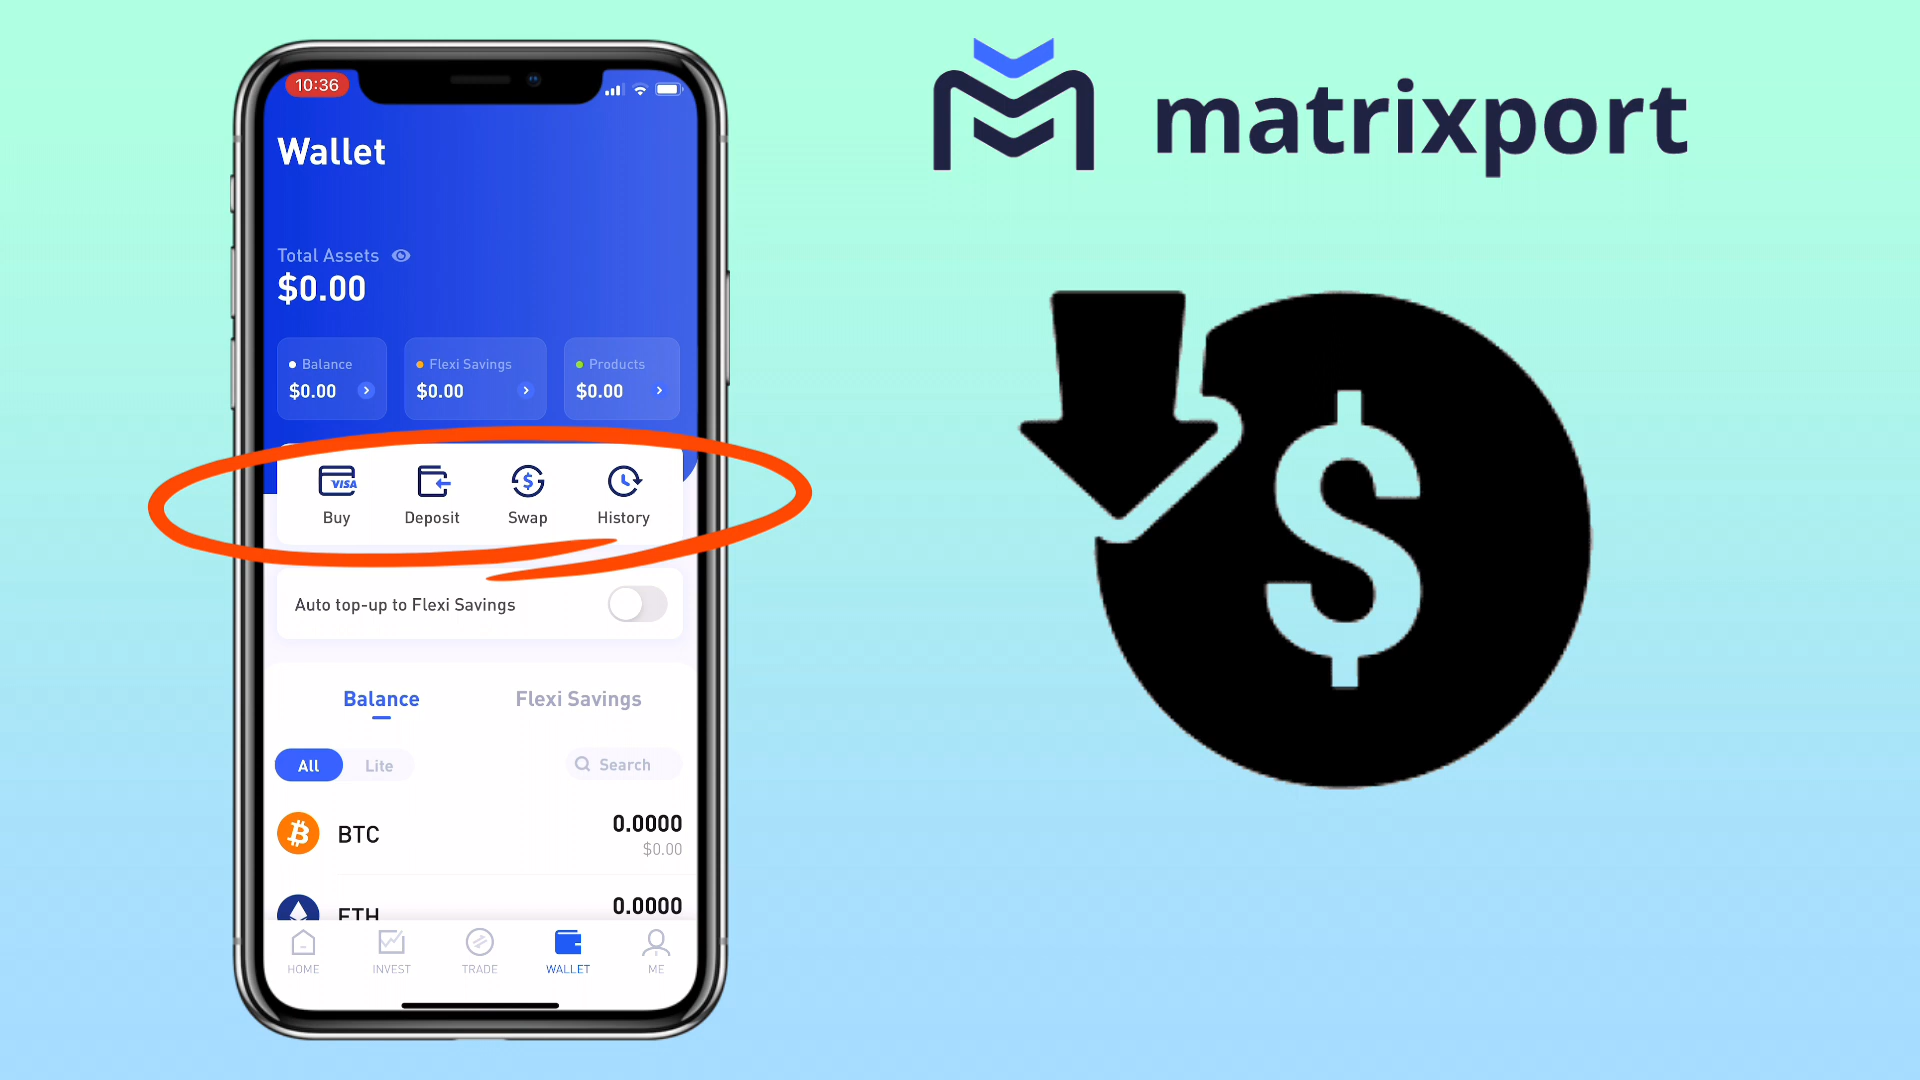 10:36
Wallet
Total Assets
$0.00
Balance
$0.00
Flexi Savings
$0.00
Products
$0.00
VISA
Buy
Deposit
$
Swap
History
Auto top-up to Flexi Savings
Balance Flexi Savings
All Lite Search
BTC 0.0000
$0.00
ETH 0.0000
HOME INVEST TRADE WALLET ME
matrixport
$